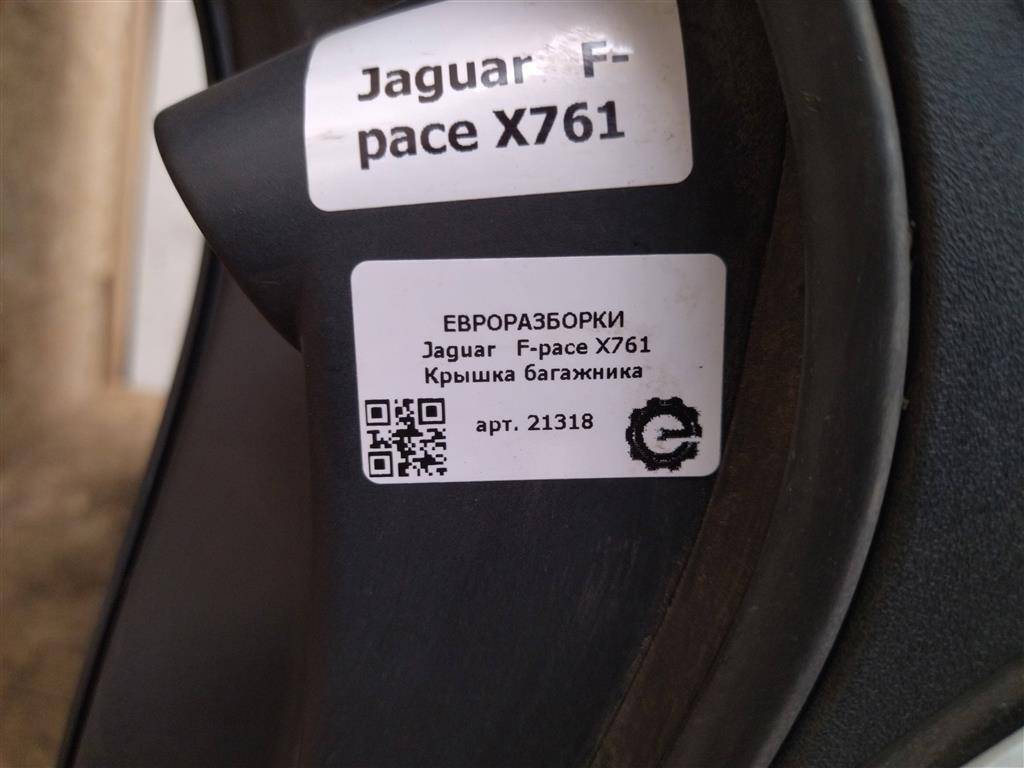 Jaguar F-
pace X761
ЕВРОРАЗБОРКИ
Jaguar F-pace X761
Крышка багажника
арт. 21318